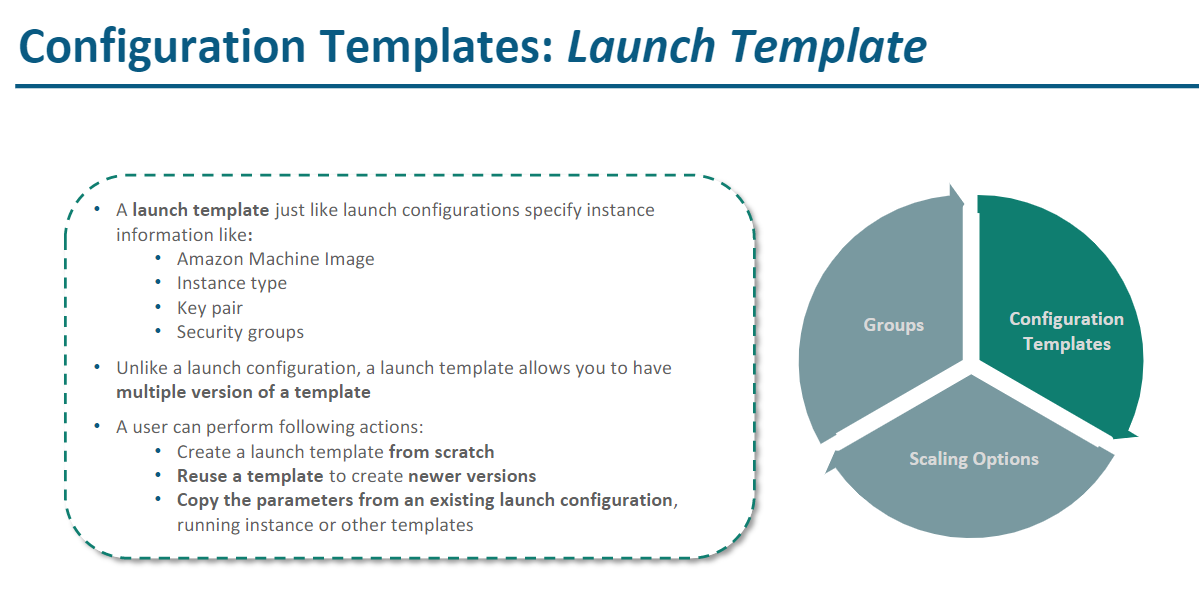 Configuration Templates: Launch Template
• A launch template just like launch configurations specify instance
information like:
• Amazon Machine Image
• Instance type
• Key pair
• Security groups
• Unlike a launch configuration, a launch template allows you to have
multiple version of a template
• A user can perform following actions:
• Create a launch template from scratch
• Reuse a template to create newer versions
• Copy the parameters from an existing launch configuration,
running instance or other templates
Groups
Configuration
Templates
Scaling Options